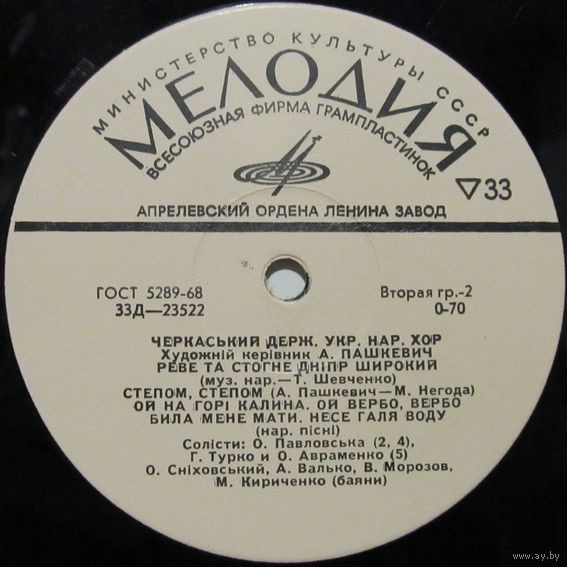 МИНИСТЕРСТВО КУЛЬТУРЫ СССР
МЕЛОДИЯ
ВСЕСОЮЗНАЯ ФИРМА ГРАМПЛАСТИНОК
33
АПРЕЛЕВСКИЙ ОРДЕНА ЛЕНИНА ЗАВОД
ГОСТ 5289-68 Вторая гр.-2
33Д—23522 0-70
ЧЕРКАСЬКИЙ ДЕРЖ. УКР. НАР. ХОР
Художній керівник А. ПАШКЕВИЧ
РЕВЕ ТА СТОГНЕ ДНІПР ШИРОКИЙ
(муз. нар.—Т. Шевченко)
СТЕПОМ, СТЕПОМ (А. Пашкевич—М. Негода)
ОЙ НА ГОРІ КАЛИНА. ОЙ ВЕРБО, ВЕРБО
БИЛА МЕНЕ МАТИ. НЕСЕ ГАЛЯ ВОДУ
(нар. пісні)
Солісти: О. Павловська (2, 4),
Г. Турко и О. Авраменко (5)
О. Сніховський, А. Валько, В. Морозов,
М. Кириченко (баяни)
www.ay.by